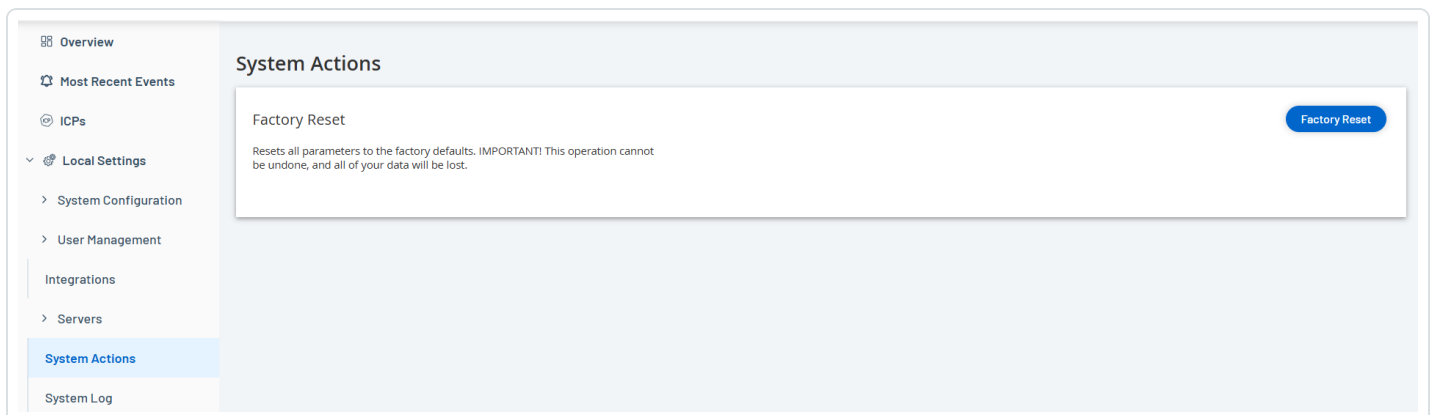 Overview
Most Recent Events
ICPs
Local Settings
System Configuration
User Management
Integrations
Servers
System Actions
System Log
System Actions
Factory Reset
Factory Reset
Resets all parameters to the factory defaults. IMPORTANT! This operation cannot
be undone, and all of your data will be lost.